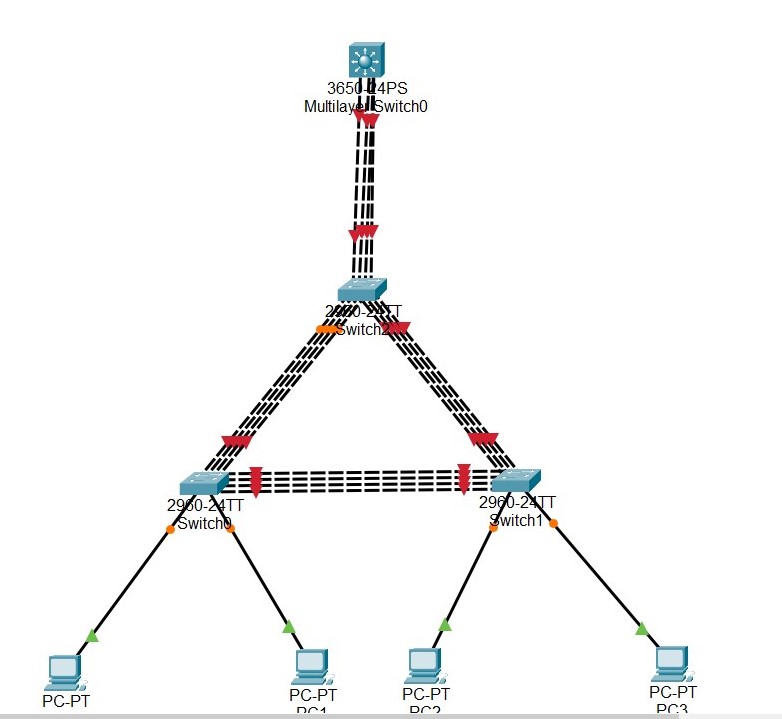 3650-24PS
Multilayer Switch0
2960-24TT
Switch2
2960-24TT
Switch0
2960-24TT
Switch1
PC-PT
PC-PT
PC1
PC-PT
PC2
PC-PT
PC3